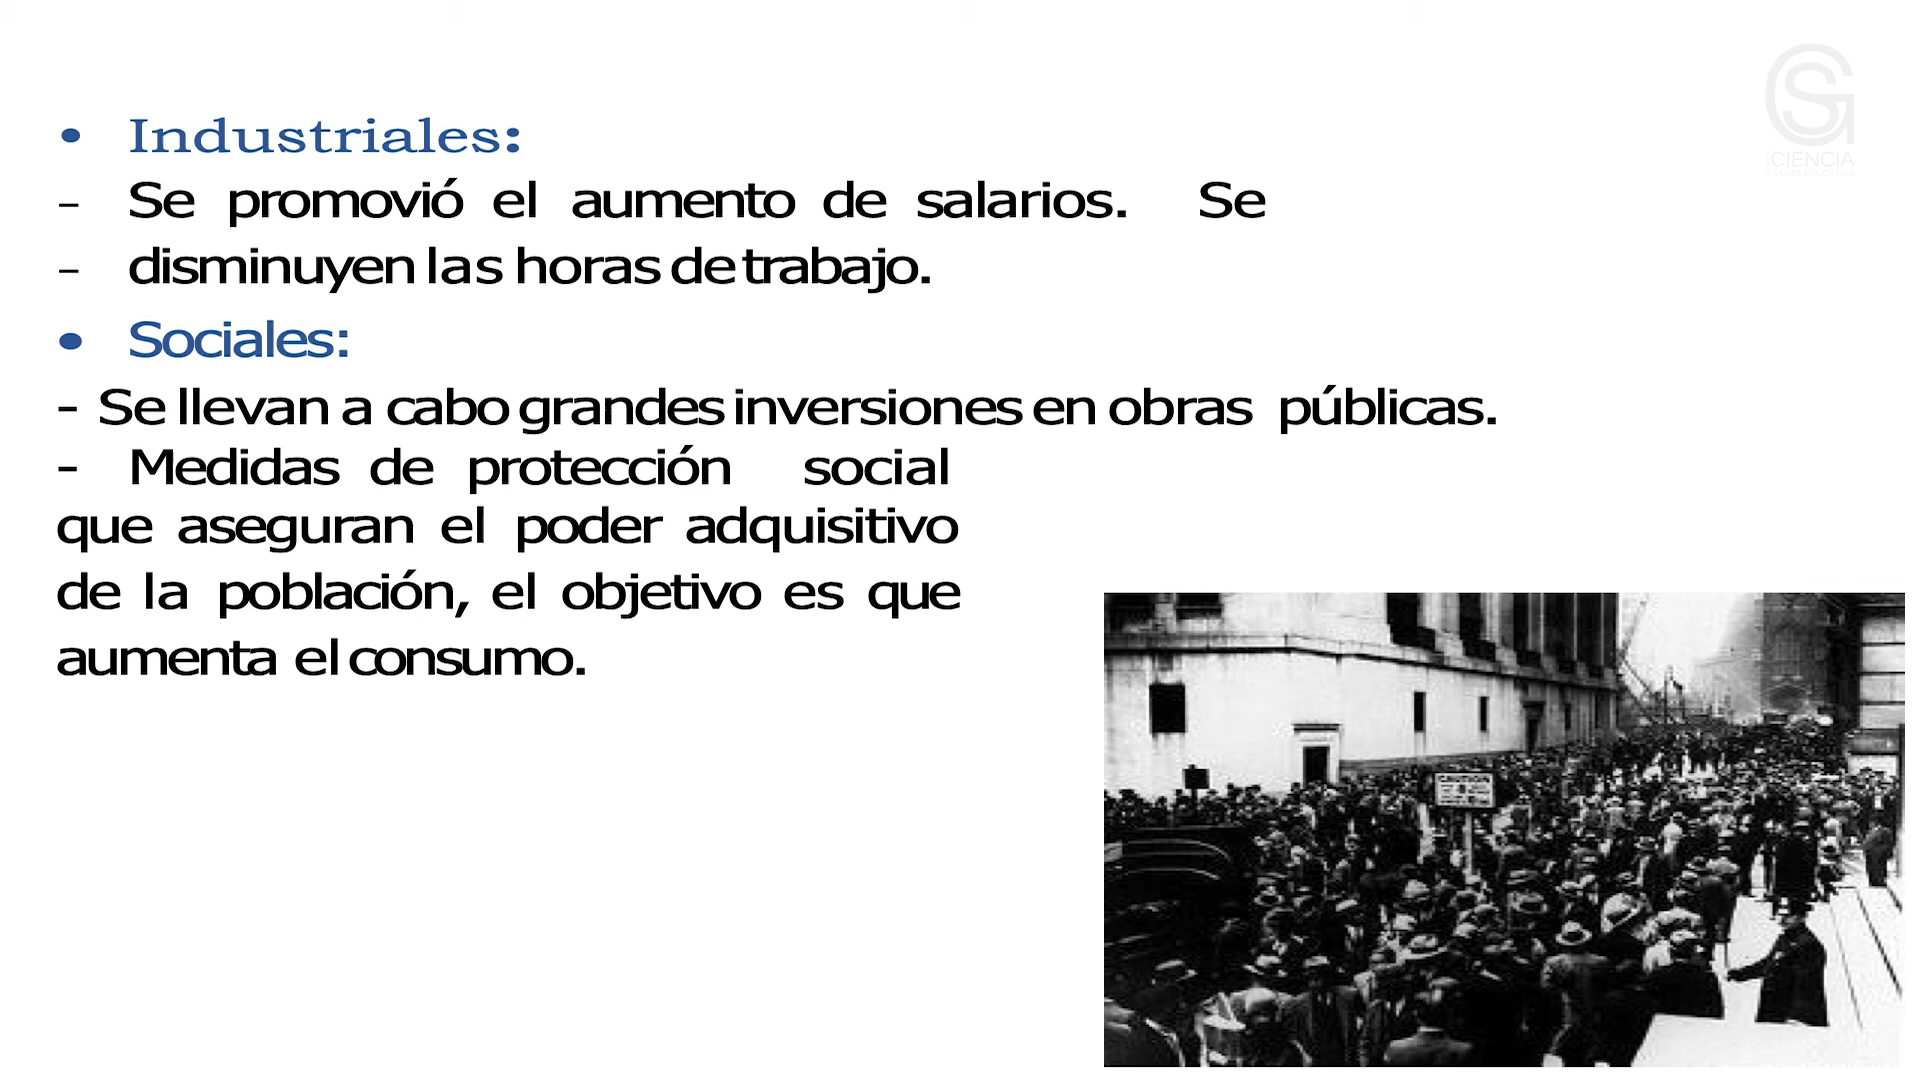 • Industriales:
– Se promovió el aumento de salarios. Se
– disminuyen las horas de trabajo.
• Sociales:
- Se llevan a cabo grandes inversiones en obras públicas.
- Medidas de protección social
que aseguran el poder adquisitivo
de la población, el objetivo es que
aumenta el consumo.
CIENCIA